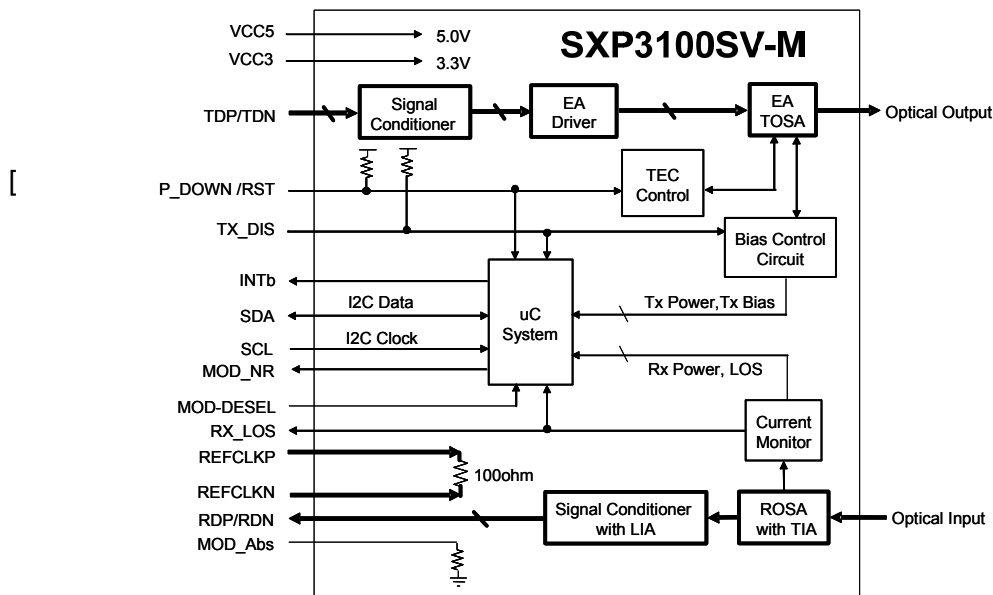 SXP3100SV-M
VCC5
5.0V
VCC3
3.3V
TDP/TDN
Signal
Conditioner
EA
Driver
EA
TOSA
Optical Output
[
P_DOWN /RST
TEC
Control
TX_DIS
Bias Control
Circuit
INTb
SDA
I2C Data
uC
System
Tx Power,Tx Bias
SCL
I2C Clock
MOD_NR
Rx Power, LOS
MOD-DESEL
RX_LOS
Current
Monitor
REFCLKP
100ohm
REFCLKN
RDP/RDN
Signal Conditioner
with LIA
ROSA
with TIA
Optical Input
MOD_Abs